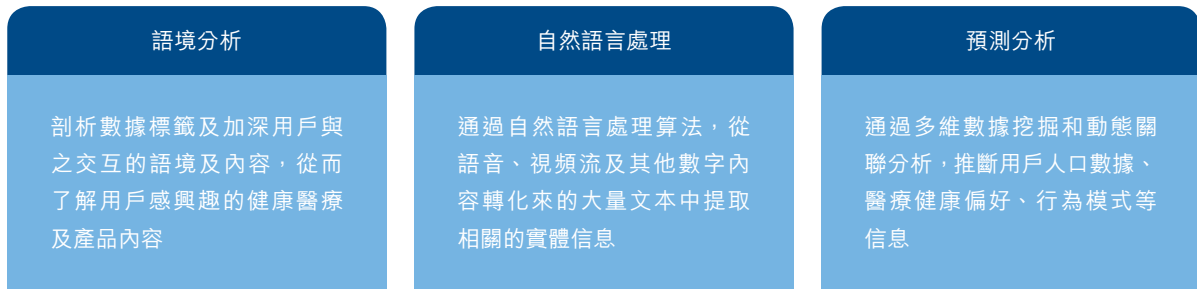 語境分析
剖析數據標籤及加深用戶與
之交互的語境及內容，從而
了解用戶感興趣的健康醫療
及產品內容
自然語言處理
通過自然語言處理算法，從
語音、視頻流及其他數字內
容轉化來的大量文本中提取
相關的實體信息
預測分析
通過多維數據挖掘和動態關
聯分析，推斷用戶人口數據、
醫療健康偏好、行為模式等
信息